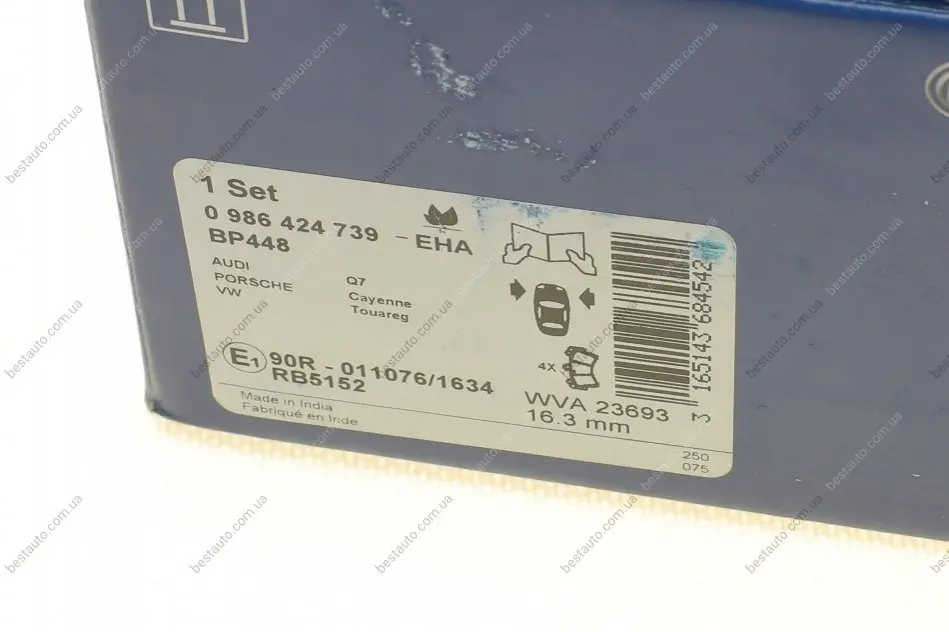 1 Set
0 986 424 739 - EHA
BP448
AUDI Q7
PORSCHE Cayenne
VW Touareg
4X
E1 90R - 011076/1634
RB5152
WVA 23693
16.3 mm
Made in India
Fabriqué en Inde
250
075
3 165143 684542
bestauto.com.ua